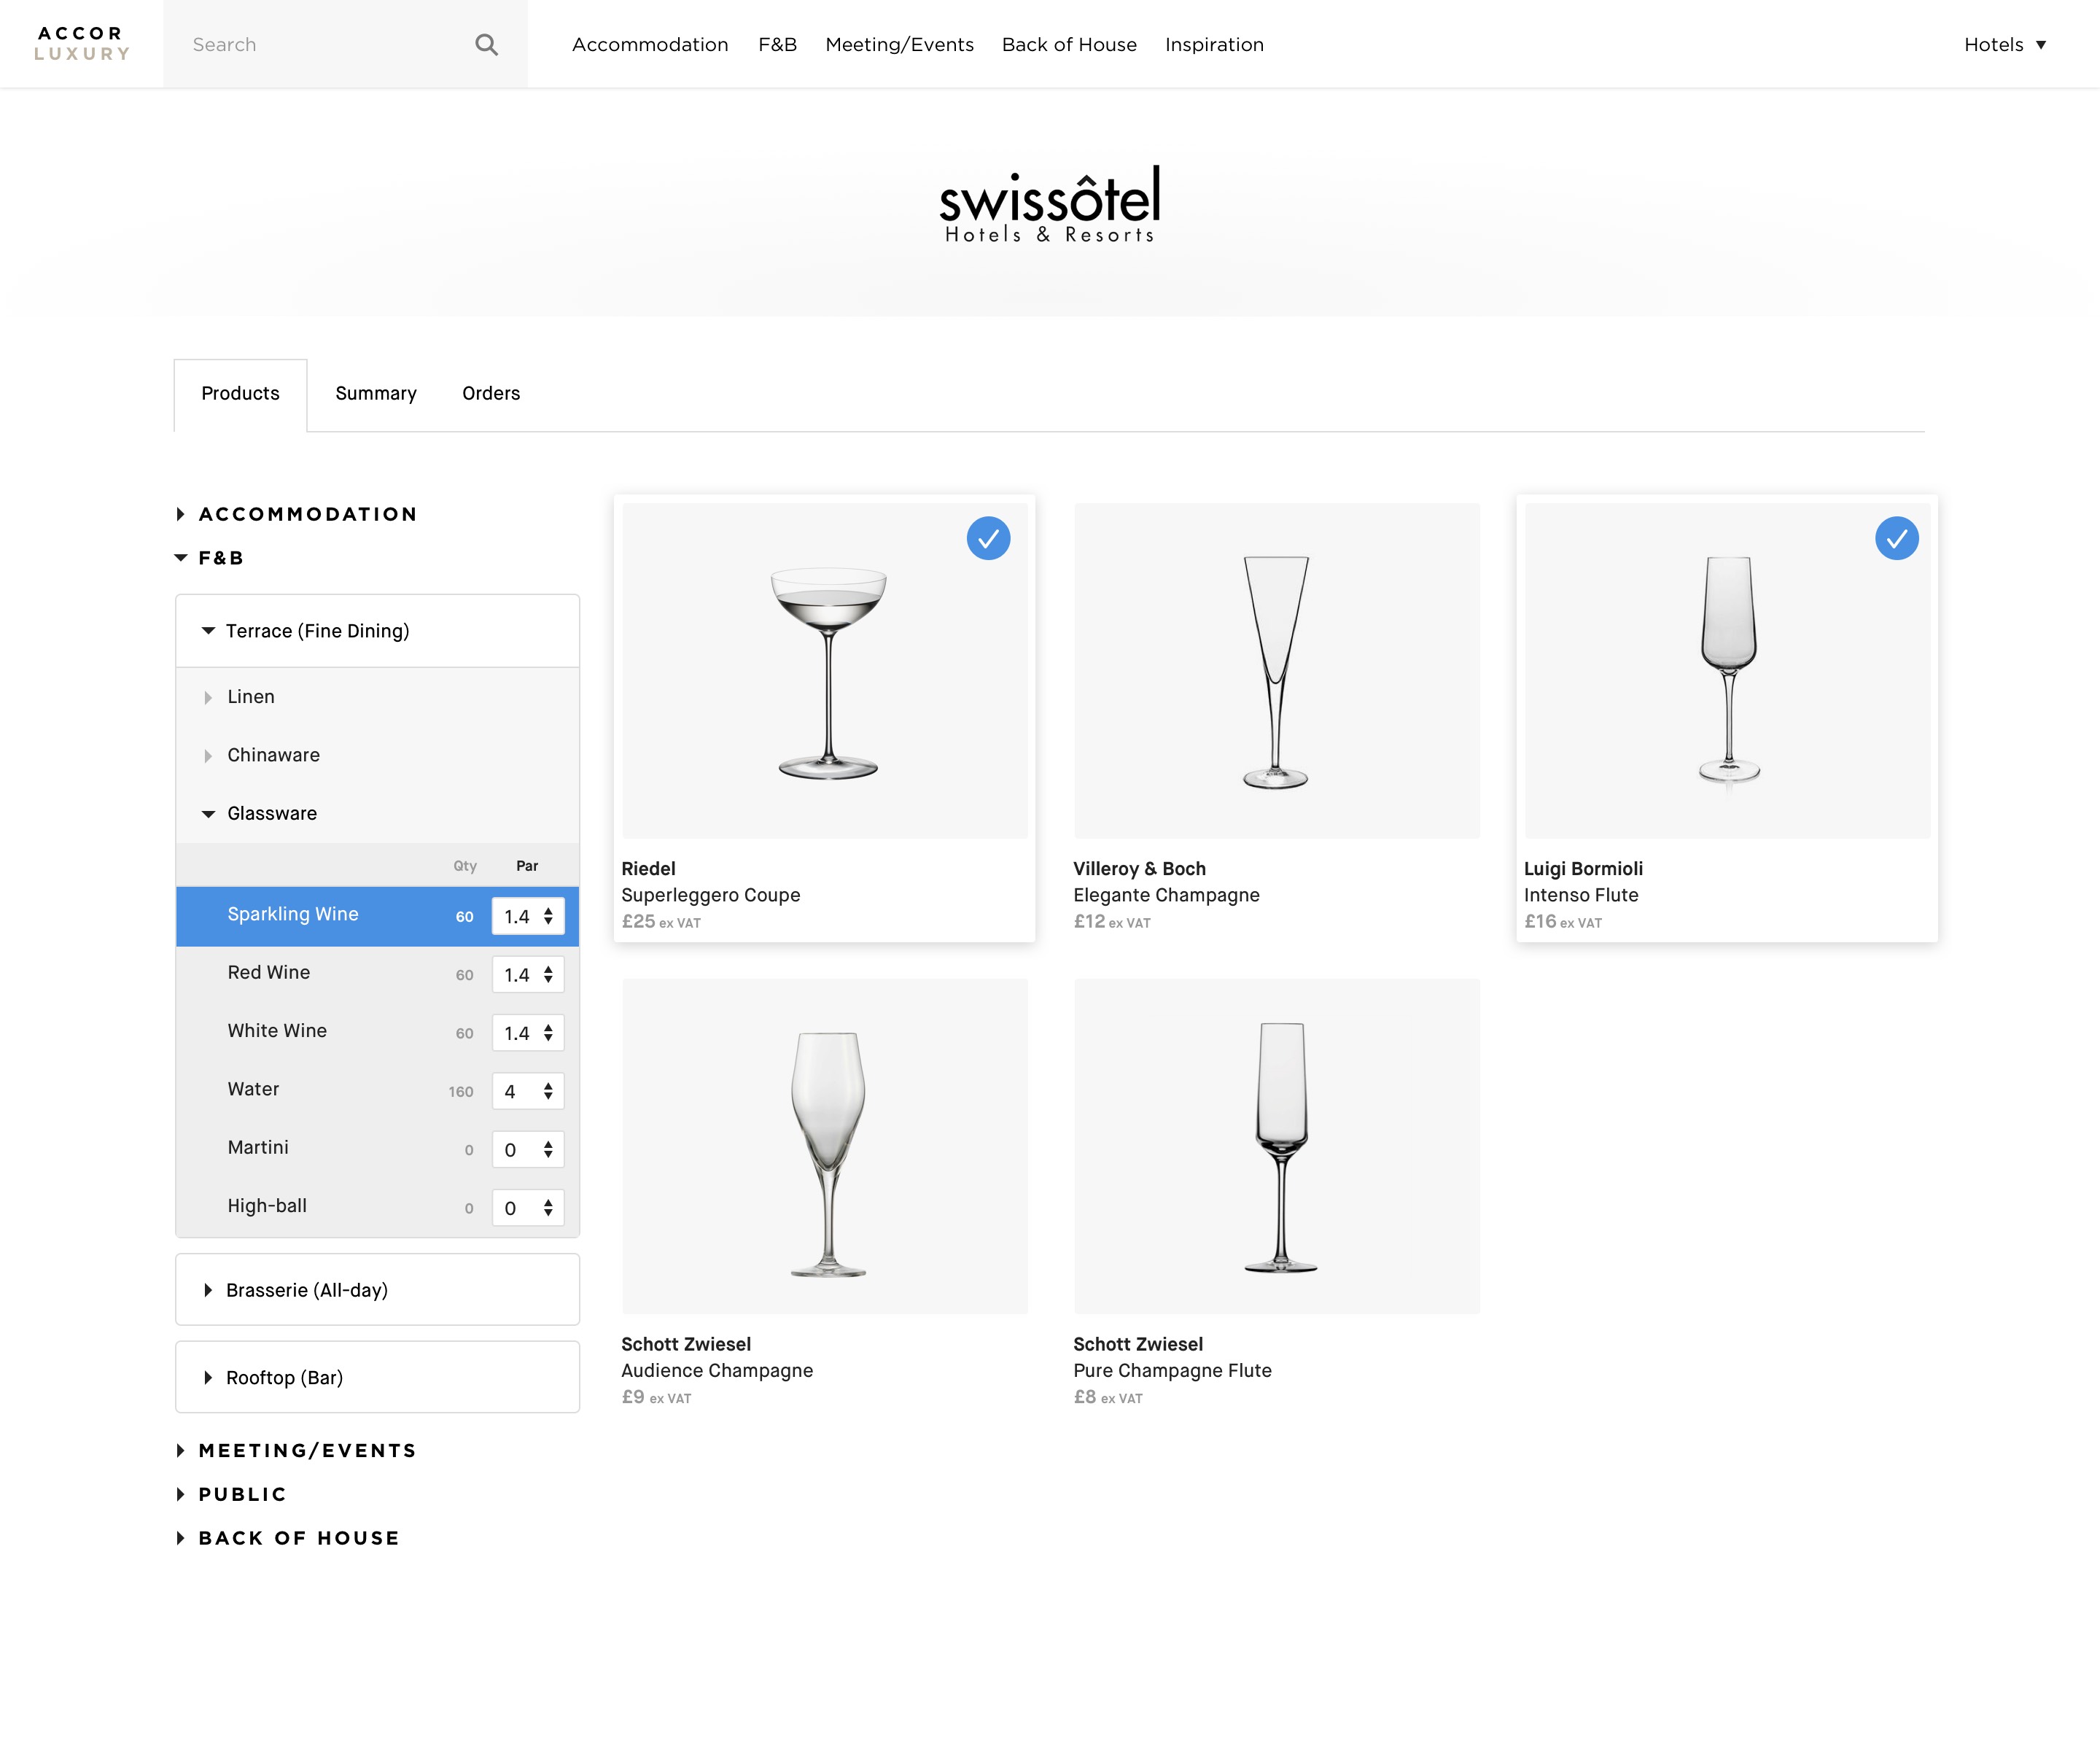 ACCOR
LUXURY
Search
Accommodation F&B Meeting/Events Back of House Inspiration
Hotels ▼
swissôtel
Hotels & Resorts
Products Summary Orders
ACCOMMODATION
F&B
Terrace (Fine Dining)
Linen
Chinaware
Glassware
Qty Par
Sparkling Wine 60 1.4
Red Wine 60 1.4
White Wine 60 1.4
Water 160 4
Martini 0 0
High-ball 0 0
Brasserie (All-day)
Rooftop (Bar)
MEETING/EVENTS
PUBLIC
BACK OF HOUSE
Riedel
Superleggero Coupe
£25 ex VAT
Villeroy & Boch
Elegante Champagne
£12 ex VAT
Luigi Bormioli
Intenso Flute
£16 ex VAT
Schott Zwiesel
Audience Champagne
£9 ex VAT
Schott Zwiesel
Pure Champagne Flute
£8 ex VAT